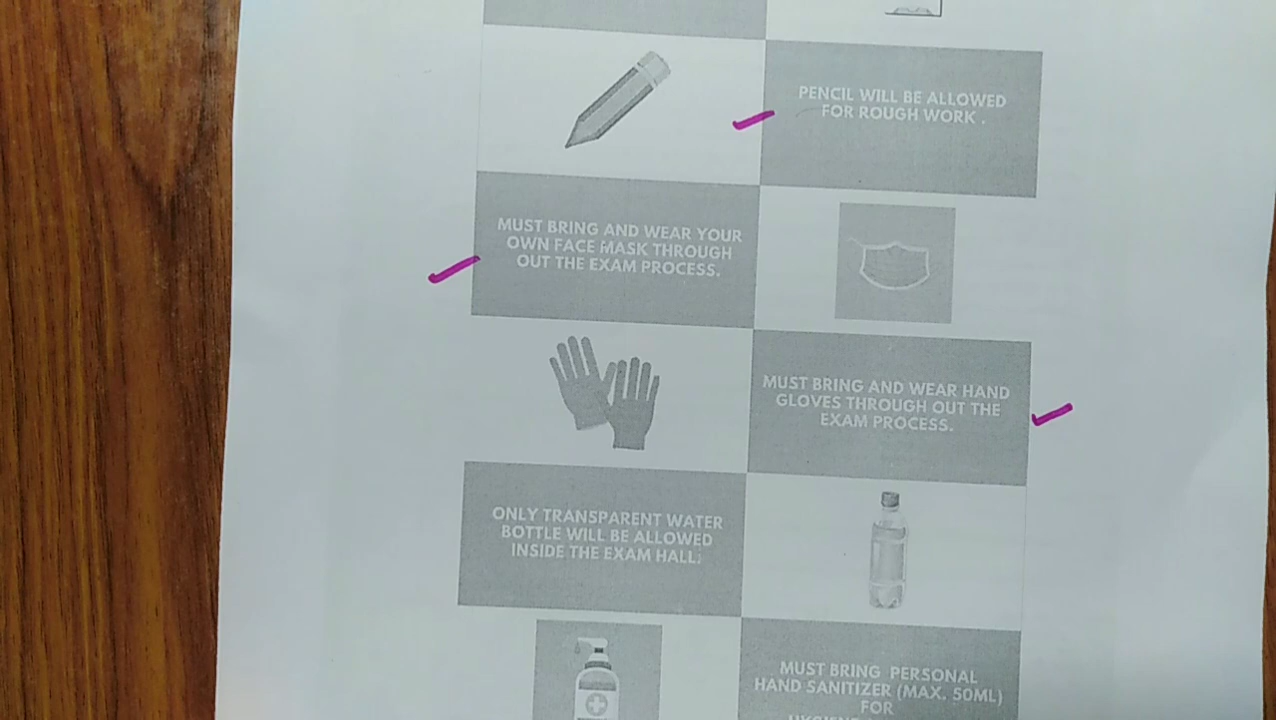 PENCIL WILL BE ALLOWED
FOR ROUGH WORK .
MUST BRING AND WEAR YOUR
OWN FACE MASK THROUGH
OUT THE EXAM PROCESS.
MUST BRING AND WEAR HAND
GLOVES THROUGH OUT THE
EXAM PROCESS.
ONLY TRANSPARENT WATER
BOTTLE WILL BE ALLOWED
INSIDE THE EXAM HALL.
MUST BRING PERSONAL
HAND SANITIZER (MAX. 50ML)
FOR